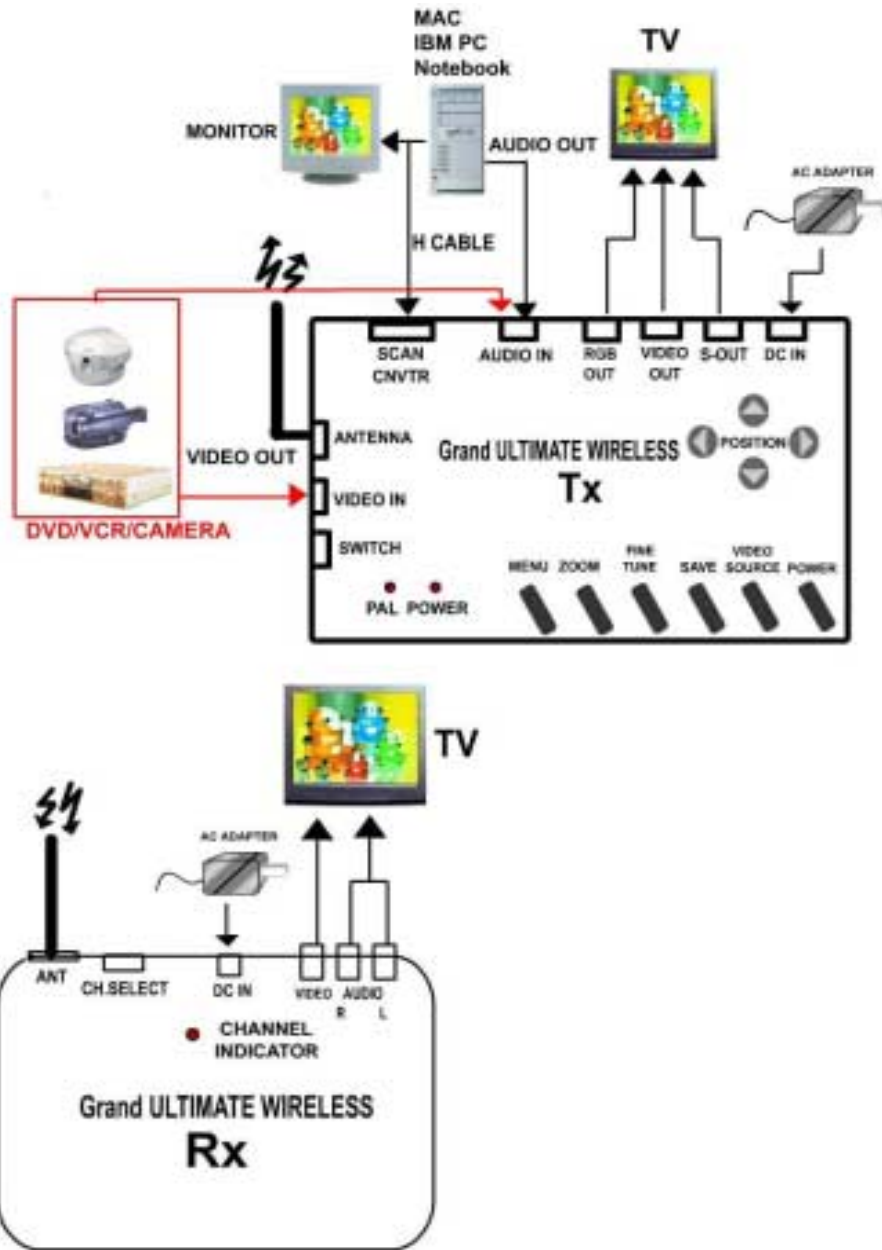 MAC
IBM PC
Notebook
TV
MONITOR
AUDIO OUT
AC ADAPTER
H CABLE
SCAN
CNVTR
AUDIO IN
RGB
OUT
VIDEO
OUT
S-OUT
DC IN
ANTENNA
VIDEO OUT
VIDEO IN
DVD/VCR/CAMERA
SWITCH
Grand ULTIMATE WIRELESS
Tx
POSITION
PAL
POWER
MENU
ZOOM
FINE
TUNE
SAVE
VIDEO
SOURCE
POWER
TV
AC ADAPTER
ANT
CH.SELECT
DC IN
VIDEO
AUDIO
R
L
CHANNEL
INDICATOR
Grand ULTIMATE WIRELESS
Rx